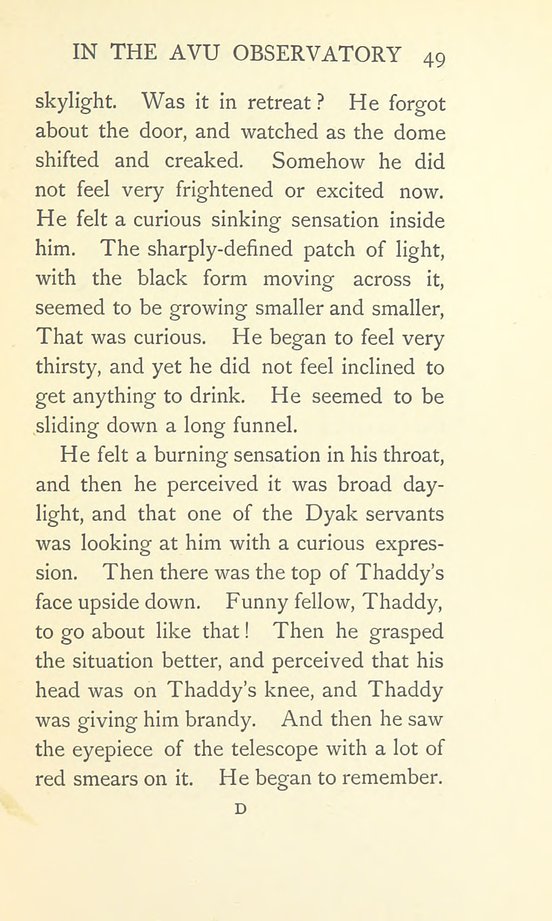 IN THE AVU OBSERVATORY 49
skylight. Was it in retreat? He forgot
about the door, and watched as the dome
shifted and creaked. Somehow he did
not feel very frightened or excited now.
He felt a curious sinking sensation inside
him. The sharply-defined patch of light,
with the black form moving across it,
seemed to be growing smaller and smaller,
That was curious. He began to feel very
thirsty, and yet he did not feel inclined to
get anything to drink. He seemed to be
sliding down a long funnel.
He felt a burning sensation in his throat,
and then he perceived it was broad day-
light, and that one of the Dyak servants
was looking at him with a curious expres-
sion. Then there was the top of Thaddy's
face upside down. Funny fellow, Thaddy,
to go about like that! Then he grasped
the situation better, and perceived that his
head was on Thaddy's knee, and Thaddy
was giving him brandy. And then he saw
the eyepiece of the telescope with a lot of
red smears on it. He began to remember.
D